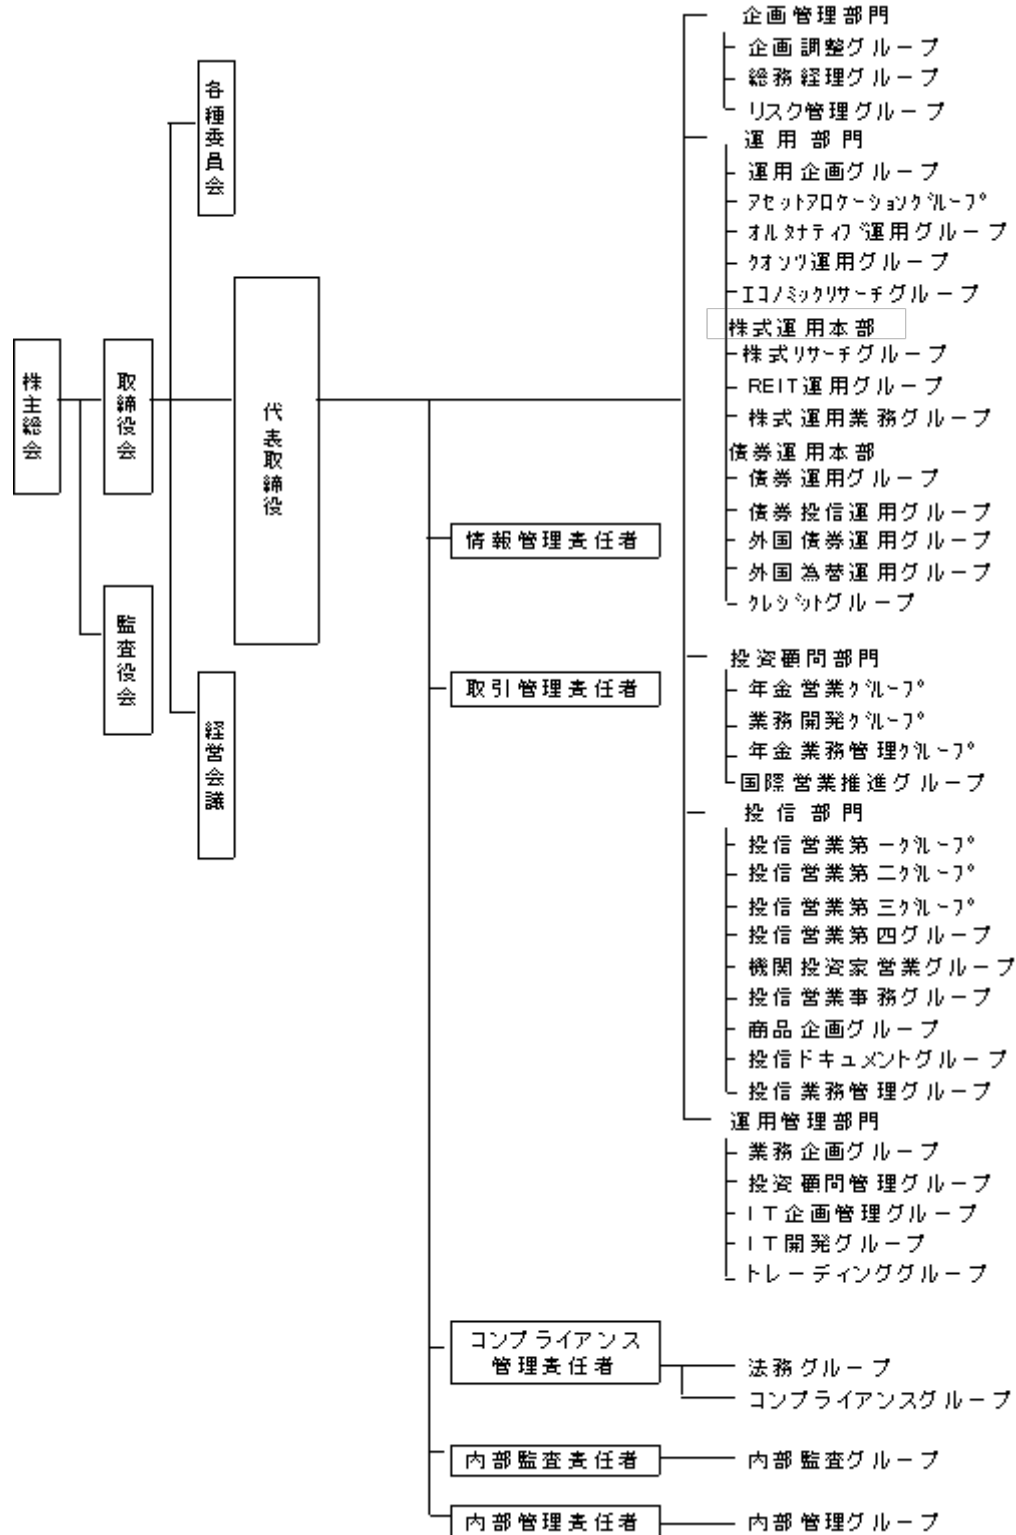 株主総会
取締役会
監査役会
各種委員会
代表取締役
経営会議
企画管理部門
企画調整グループ
総務経理グループ
リスク管理グループ
運用部門
運用企画グループ
ｱｾｯﾄｱﾛｹｰｼｮﾝｸﾞﾙｰﾌﾟ
ｵﾙﾀﾅﾃｨﾌﾞ運用グループ
ｸｵﾝﾂ運用グループ
ｴｺﾉﾐｯｸﾘｻｰﾁグループ
株式運用本部
株式ﾘｻｰﾁグループ
REIT運用グループ
株式運用業務グループ
債券運用本部
債券運用グループ
債券投信運用グループ
外国債券運用グループ
外国為替運用グループ
ｸﾚｼﾞｯﾄグループ
情報管理責任者
取引管理責任者
投資顧問部門
年金営業ｸﾞﾙｰﾌﾟ
業務開発ｸﾞﾙｰﾌﾟ
年金業務管理ｸﾞﾙｰﾌﾟ
国際営業推進グループ
投信部門
投信営業第一ｸﾞﾙｰﾌﾟ
投信営業第二ｸﾞﾙｰﾌﾟ
投信営業第三ｸﾞﾙｰﾌﾟ
投信営業第四グループ
機関投資家営業グループ
投信営業事務グループ
商品企画グループ
投信ドキュメントグループ
投信業務管理グループ
運用管理部門
業務企画グループ
投資顧問管理グループ
ＩＴ企画管理グループ
ＩＴ開発グループ
トレーディンググループ
コンプライアンス
管理責任者
法務グループ
コンプライアンスグループ
内部監査責任者
内部監査グループ
内部管理責任者
内部管理グループ